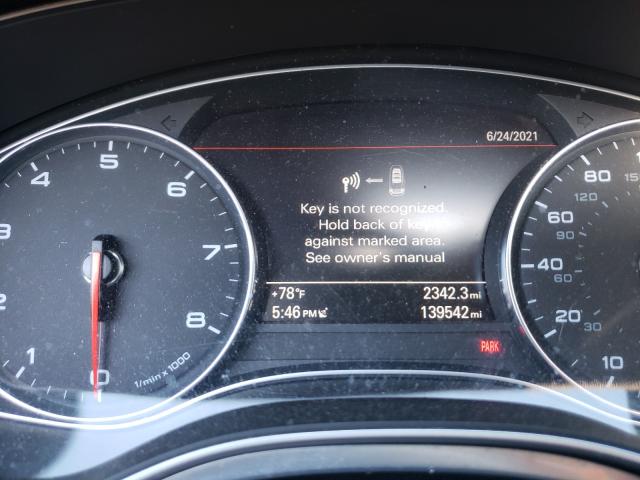 6/24/2021
Key is not recognized.
Hold back of key
against marked area.
See owner's manual
+78°F 2342.3 mi
5:46 PM 139542 mi
PARK
0 1 2 3 4 5 6 7 8
1/min x 1000
10 20 40 60 80
30 60 90 120 15